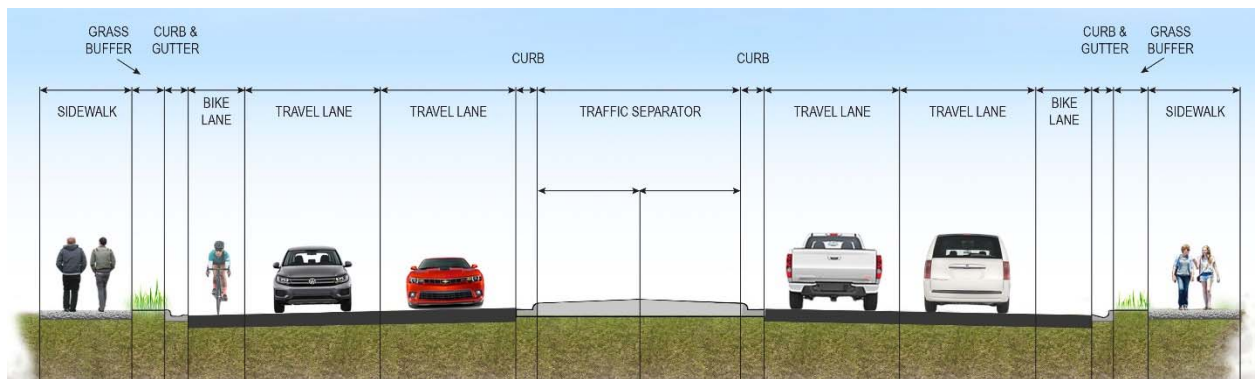 GRASS
BUFFER
CURB &
GUTTER
CURB
CURB
CURB &
GUTTER
GRASS
BUFFER
SIDEWALK
BIKE
LANE
TRAVEL LANE
TRAVEL LANE
TRAFFIC SEPARATOR
TRAVEL LANE
TRAVEL LANE
BIKE
LANE
SIDEWALK